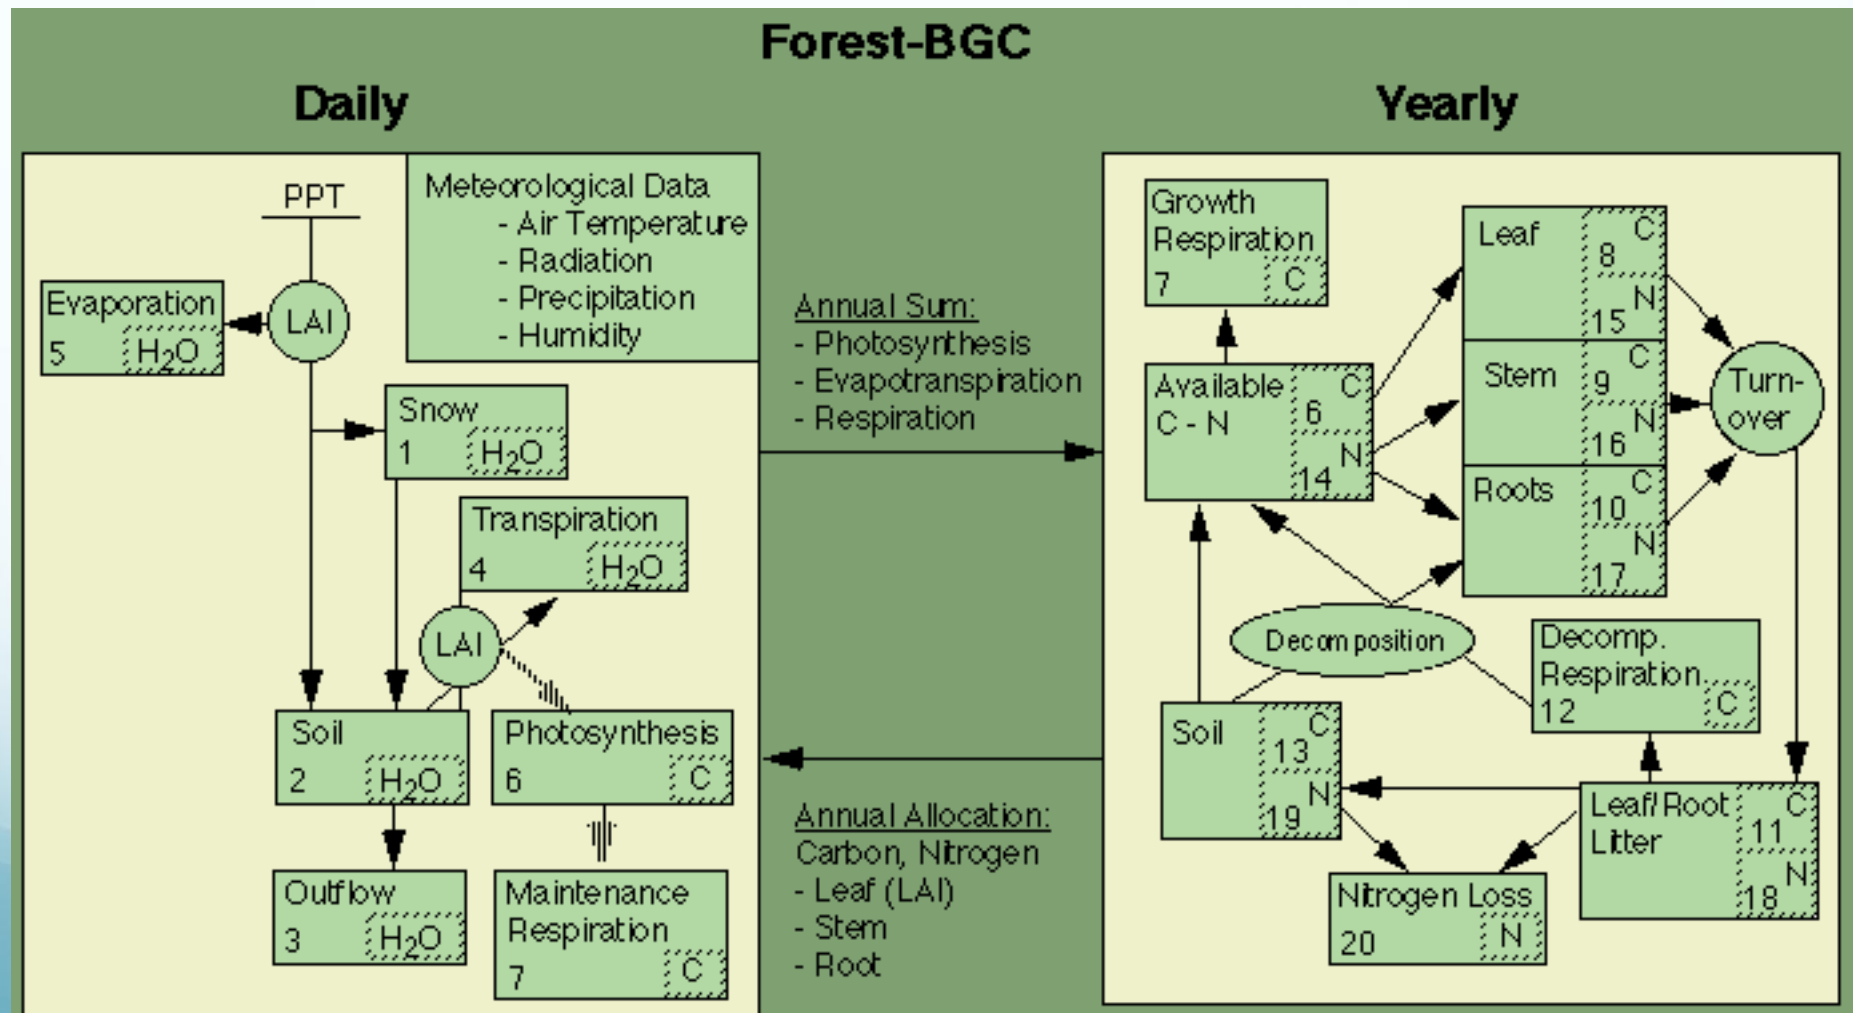 Forest-BGC
Daily
PPT
Meteorological Data
- Air Temperature
- Radiation
- Precipitation
- Humidity
LAI
Evaporation
5 H₂O
Snow
1 H₂O
Transpiration
4 H₂O
LAI
Soil
2 H₂O
Photosynthesis
6 C
Outflow
3 H₂O
Maintenance
Respiration
7 C
Annual Sum:
- Photosynthesis
- Evapotranspiration
- Respiration
Annual Allocation:
Carbon, Nitrogen
- Leaf (LAI)
- Stem
- Root
Yearly
Growth
Respiration
7 C
Leaf C
8
N
15
Stem C
9
N
16
Roots C
10
N
17
Turn-
over
Available C
C - N 6
N
14
Decomposition
Decomp.
Respiration
12 C
Soil C
13
N
19
Leaf/Root C
Litter 11
N
18
Nitrogen Loss
20 N